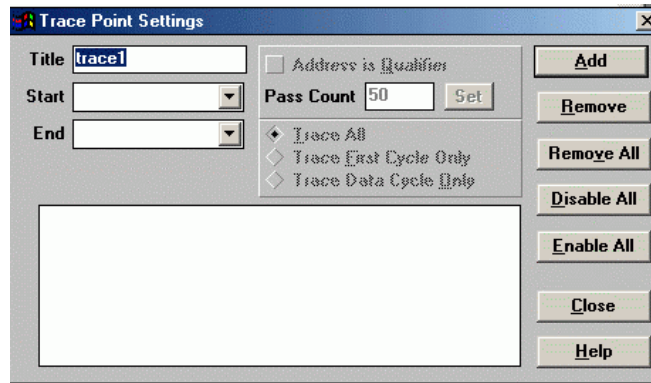 Trace Point Settings
Title trace1
Start
End
Address is Qualifier
Pass Count 50 Set
Trace All
Trace First Cycle Only
Trace Data Cycle Only
Add
Remove
Remove All
Disable All
Enable All
Close
Help